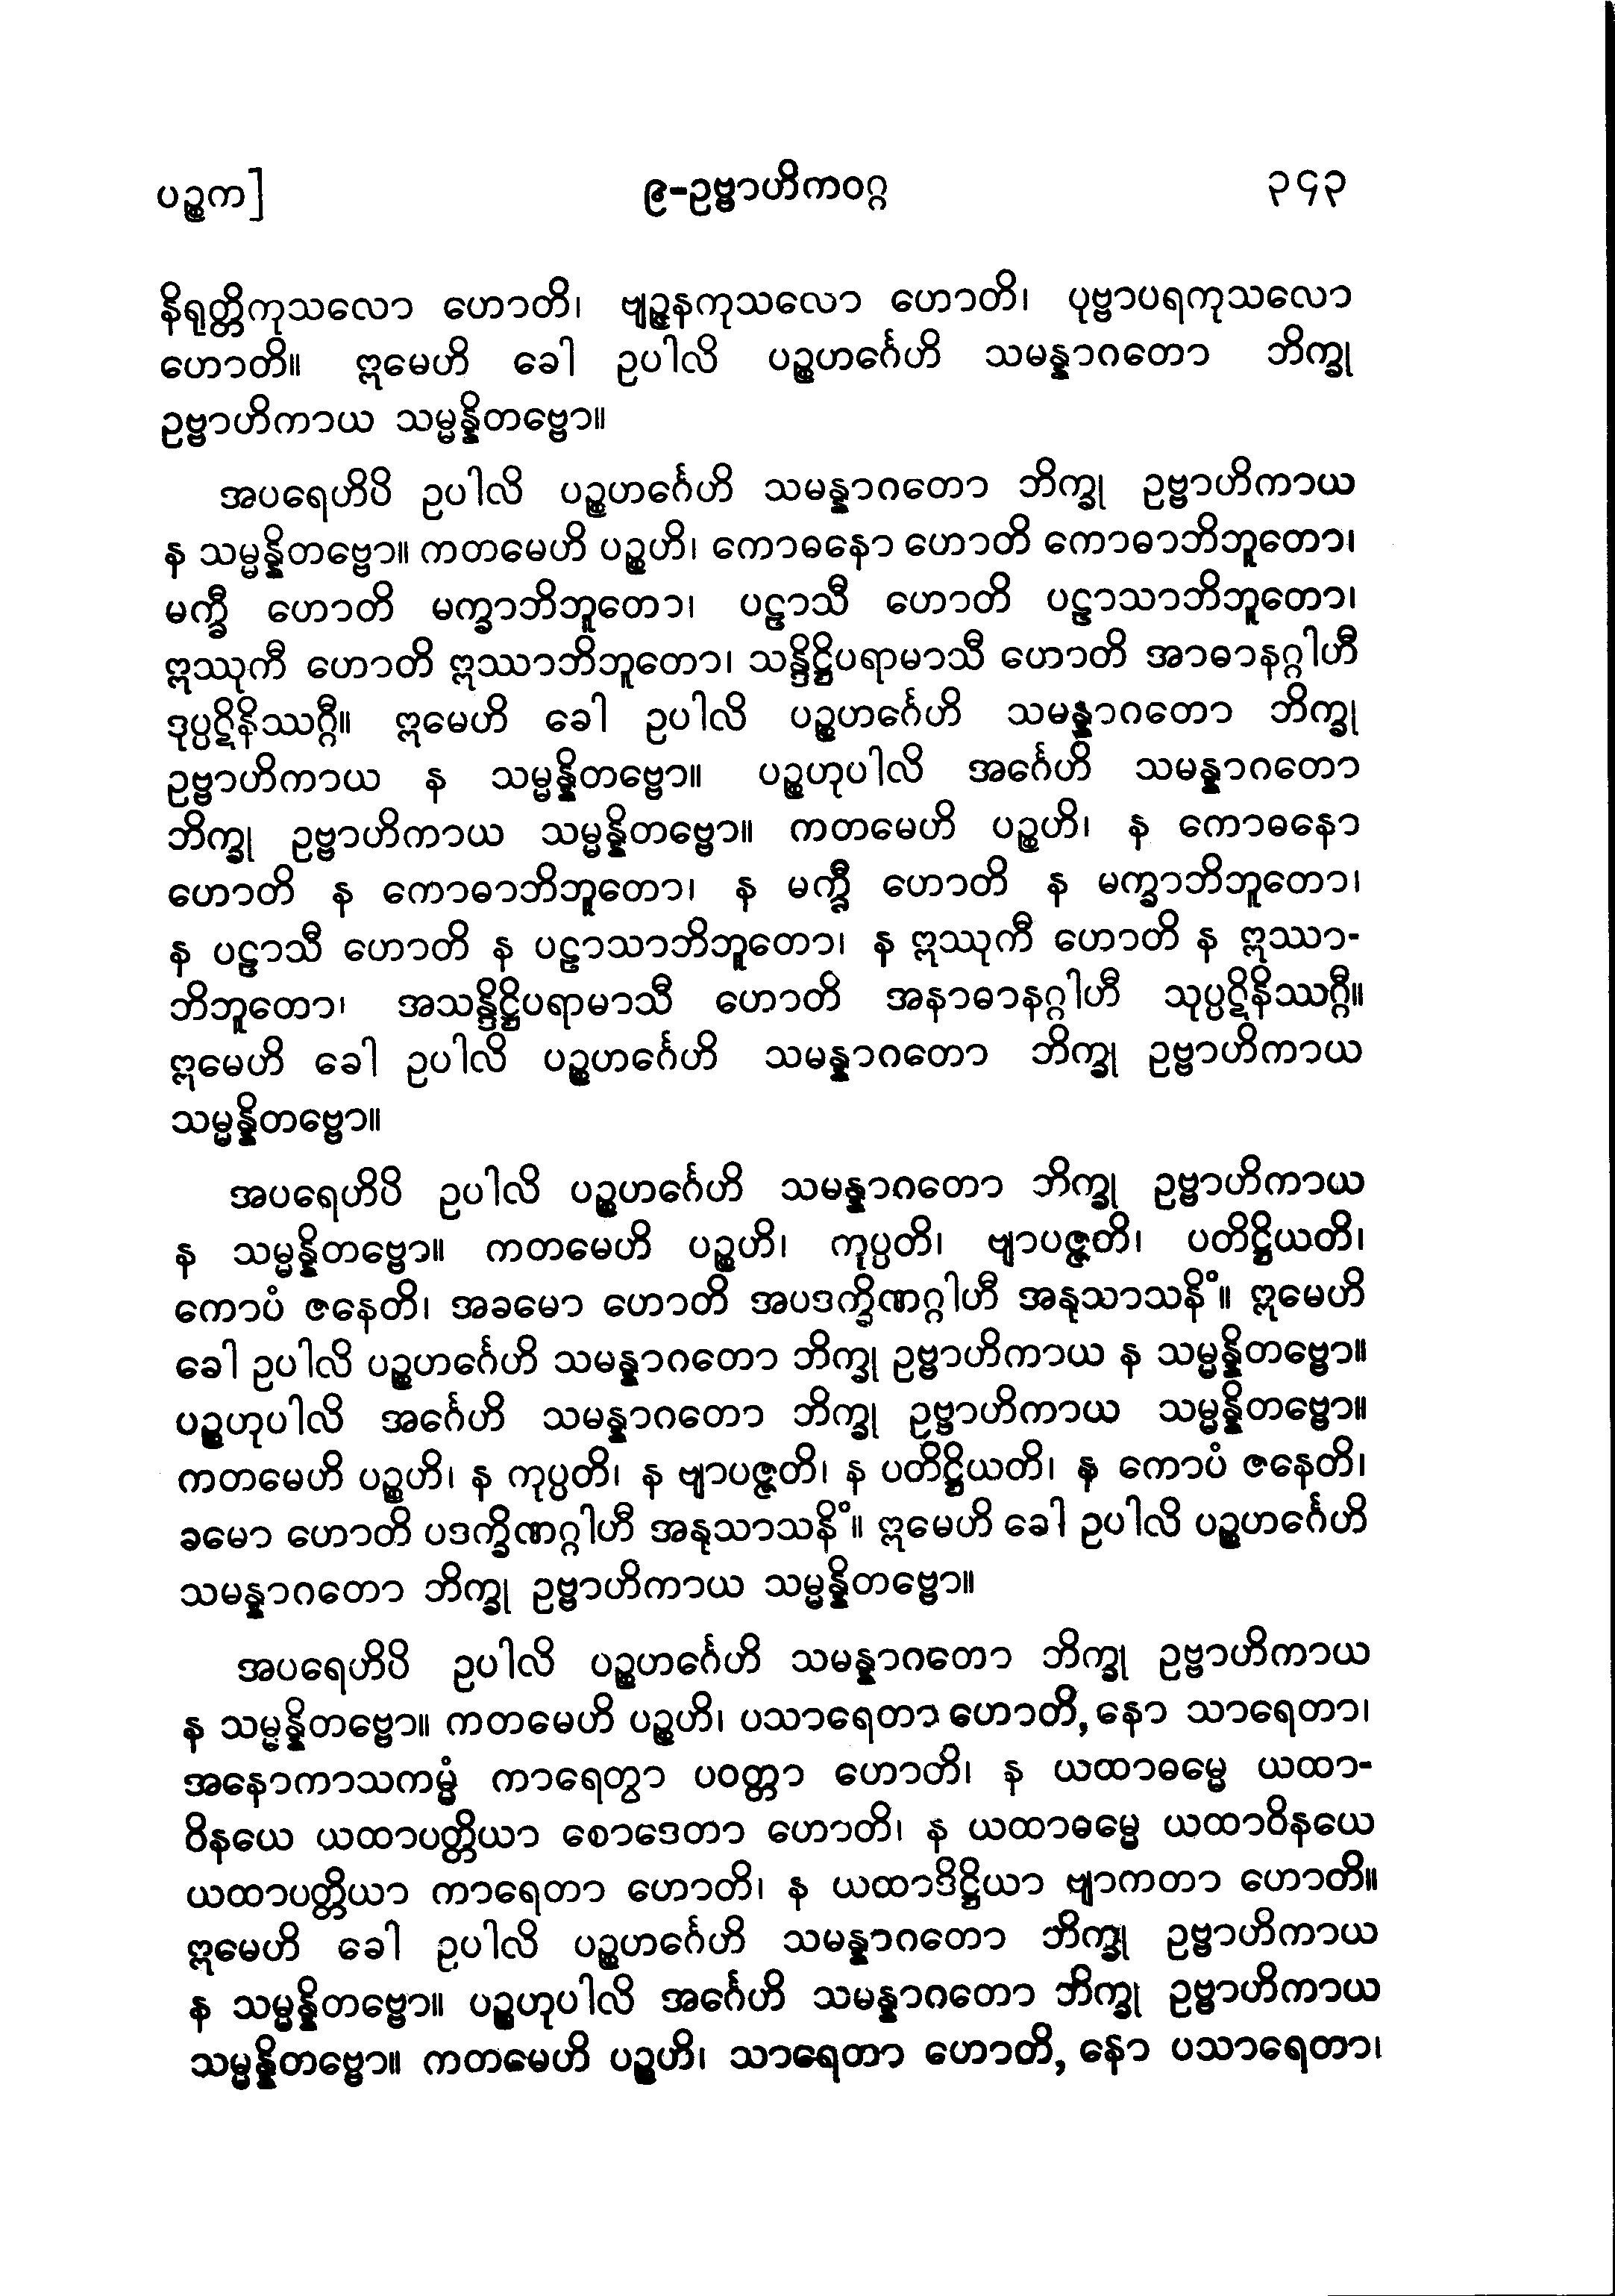 ပဉ္စက]
၉-ဥဗ္ဗာဟိကဝဂ္ဂ
၃၄၃
နိရုတ္တိကုသလော ဟောတိ၊ ဗျဉ္ဇနကုသလော ဟောတိ၊ ပုဗ္ဗာပရကုသလော
ဟောတိ။ ဣမေဟိ ခေါ ဥပါလိ ပဉ္စဟင်္ဂေဟိ သမန္နာဂတော ဘိက္ခု
ဥဗ္ဗာဟိကာယ သမ္မန္နိတဗ္ဗော။
အပရေဟိပိ ဥပါလိ ပဉ္စဟင်္ဂေဟိ သမန္နာဂတော ဘိက္ခု ဥဗ္ဗာဟိကာယ
န သမ္မန္နိတဗ္ဗော။ ကတမေဟိ ပဉ္စဟိ၊ ကောဓနော ဟောတိ ကောဓာဘိဘူတော၊
မက္ခီ ဟောတိ မက္ခာဘိဘူတော၊ ပဠာသီ ဟောတိ ပဠာသာဘိဘူတော၊
ဣဿုကီ ဟောတိ ဣဿာဘိဘူတော၊ သန္ဒိဋ္ဌိပရာမာသီ ဟောတိ အာဓာနဂ္ဂါဟီ
ဒုပ္ပဋိနိဿဂ္ဂီ။ ဣမေဟိ ခေါ ဥပါလိ ပဉ္စဟင်္ဂေဟိ သမန္နာဂတော ဘိက္ခု
ဥဗ္ဗာဟိကာယ န သမ္မန္နိတဗ္ဗော။ ပဉ္စဟုပါလိ အင်္ဂေဟိ သမန္နာဂတော
ဘိက္ခု ဥဗ္ဗာဟိကာယ သမ္မန္နိတဗ္ဗော။ ကတမေဟိ ပဉ္စဟိ၊ န ကောဓနော
ဟောတိ န ကောဓာဘိဘူတော၊ န မက္ခီ ဟောတိ န မက္ခာဘိဘူတော၊
န ပဠာသီ ဟောတိ န ပဠာသာဘိဘူတော၊ န ဣဿုကီ ဟောတိ န ဣဿာ-
ဘိဘူတော၊ အသန္ဒိဋ္ဌိပရာမာသီ ဟောတိ အနာဓာနဂ္ဂါဟီ သုပ္ပဋိနိဿဂ္ဂီ။
ဣမေဟိ ခေါ ဥပါလိ ပဉ္စဟင်္ဂေဟိ သမန္နာဂတော ဘိက္ခု ဥဗ္ဗာဟိကာယ
သမ္မန္နိတဗ္ဗော။
အပရေဟိပိ ဥပါလိ ပဉ္စဟင်္ဂေဟိ သမန္နာဂတော ဘိက္ခု ဥဗ္ဗာဟိကာယ
န သမ္မန္နိတဗ္ဗော။ ကတမေဟိ ပဉ္စဟိ၊ ကုပ္ပတိ၊ ဗျာပဇ္ဇတိ၊ ပတိဋ္ဌိယတိ၊
ကောပံ ဇနေတိ၊ အခမော ဟောတိ အပဒက္ခိဏဂ္ဂါဟီ အနုသာသနိံ။ ဣမေဟိ
ခေါ ဥပါလိ ပဉ္စဟင်္ဂေဟိ သမန္နာဂတော ဘိက္ခု ဥဗ္ဗာဟိကာယ န သမ္မန္နိတဗ္ဗော။
ပဉ္စဟုပါလိ အင်္ဂေဟိ သမန္နာဂတော ဘိက္ခု ဥဗ္ဗာဟိကာယ သမ္မန္နိတဗ္ဗော။
ကတမေဟိ ပဉ္စဟိ၊ န ကုပ္ပတိ၊ န ဗျာပဇ္ဇတိ၊ န ပတိဋ္ဌိယတိ၊ န ကောပံ ဇနေတိ၊
ခမော ဟောတိ ပဒက္ခိဏဂ္ဂါဟီ အနုသာသနိံ။ ဣမေဟိ ခေါ ဥပါလိ ပဉ္စဟင်္ဂေဟိ
သမန္နာဂတော ဘိက္ခု ဥဗ္ဗာဟိကာယ သမ္မန္နိတဗ္ဗော။
အပရေဟိပိ ဥပါလိ ပဉ္စဟင်္ဂေဟိ သမန္နာဂတော ဘိက္ခု ဥဗ္ဗာဟိကာယ
န သမ္မန္နိတဗ္ဗော။ ကတမေဟိ ပဉ္စဟိ၊ ပသာရေတာ ဟောတိ, နော သာရေတာ၊
အနောကာသကမ္မံ ကာရေတွာ ပဝတ္တာ ဟောတိ၊ န ယထာဓမ္မေ ယထာ-
ဝိနယေ ယထာပတ္တိယာ စောဒေတာ ဟောတိ၊ န ယထာဓမ္မေ ယထာဝိနယေ
ယထာပတ္တိယာ ကာရေတာ ဟောတိ၊ န ယထာဒိဋ္ဌိယာ ဗျာကတာ ဟောတိ။
ဣမေဟိ ခေါ ဥပါလိ ပဉ္စဟင်္ဂေဟိ သမန္နာဂတော ဘိက္ခု ဥဗ္ဗာဟိကာယ
န သမ္မန္နိတဗ္ဗော။ ပဉ္စဟုပါလိ အင်္ဂေဟိ သမန္နာဂတော ဘိက္ခု ဥဗ္ဗာဟိကာယ
သမ္မန္နိတဗ္ဗော။ ကတမေဟိ ပဉ္စဟိ၊ သာရေတာ ဟောတိ, နော ပသာရေတာ၊